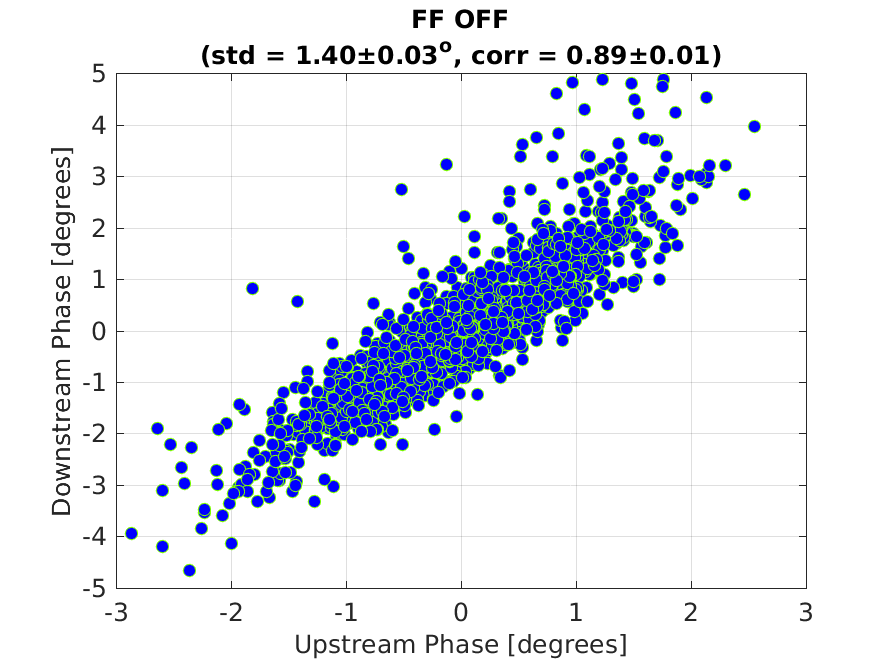 FF OFF
(std = 1.40±0.03°, corr = 0.89±0.01)
5
4
3
2
1
0
-1
-2
-3
-4
-5
Downstream Phase [degrees]
-3 -2 -1 0 1 2 3
Upstream Phase [degrees]